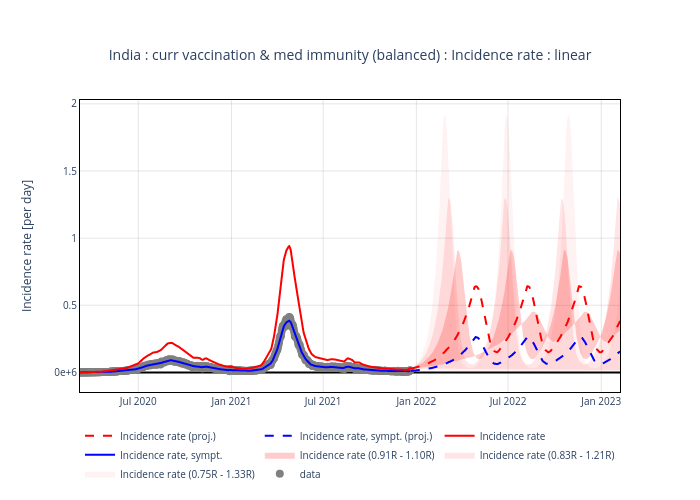 India : curr vaccination & med immunity (balanced) : Incidence rate : linear
Incidence rate [per day]
2
1.5
1
0.5
0e+6
Jul 2020
Jan 2021
Jul 2021
Jan 2022
Jul 2022
Jan 2023
Incidence rate (proj.)
Incidence rate, sympt. (proj.)
Incidence rate
Incidence rate, sympt.
Incidence rate (0.91R - 1.10R)
Incidence rate (0.83R - 1.21R)
Incidence rate (0.75R - 1.33R)
data